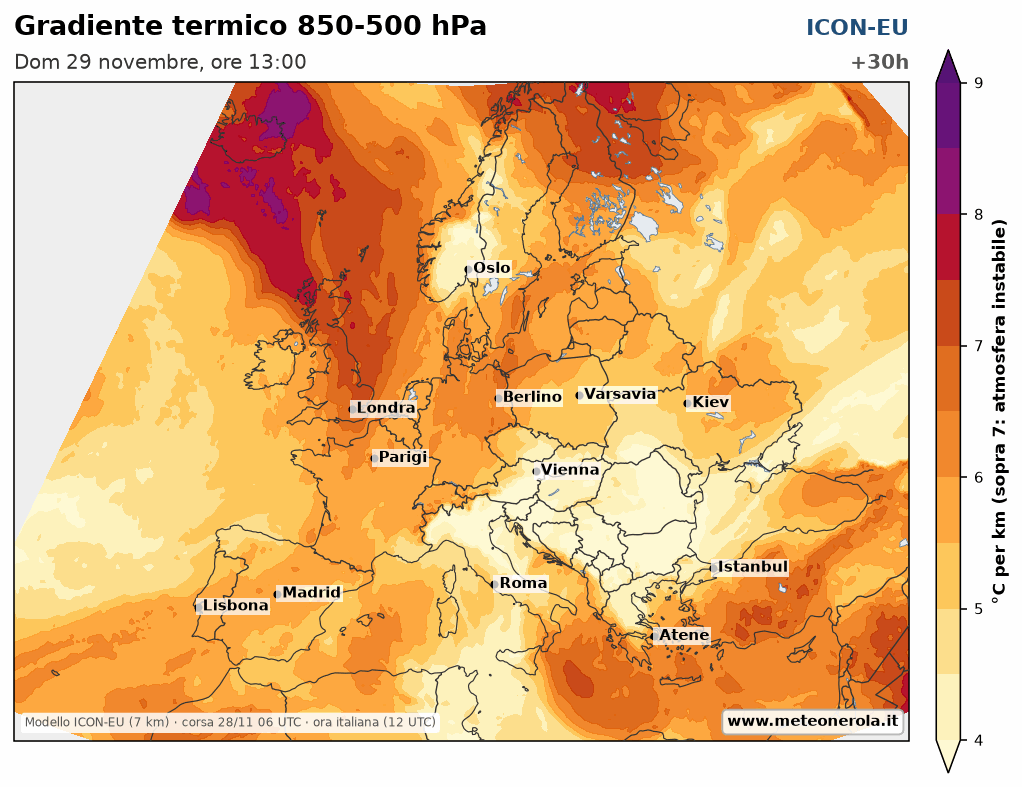 Gradiente termico 850-500 hPa
ICON-EU
Dom 29 novembre, ore 13:00
+30h
Oslo
Berlino
Varsavia
Kiev
Londra
Parigi
Vienna
Istanbul
Roma
Madrid
Lisbona
Atene
Modello ICON-EU (7 km) · corsa 28/11 06 UTC · ora italiana (12 UTC)
www.meteonerola.it
9
8
7
6
5
4
°C per km (sopra 7: atmosfera instabile)